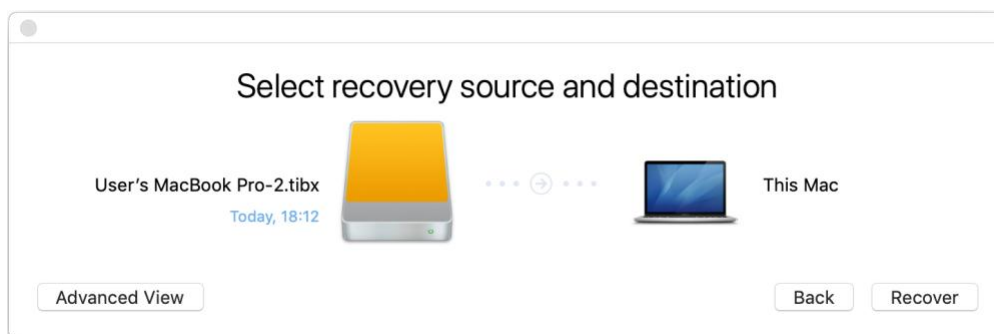 Select recovery source and destination
User's MacBook Pro-2.tibx
Today, 18:12
This Mac
Advanced View
Back
Recover